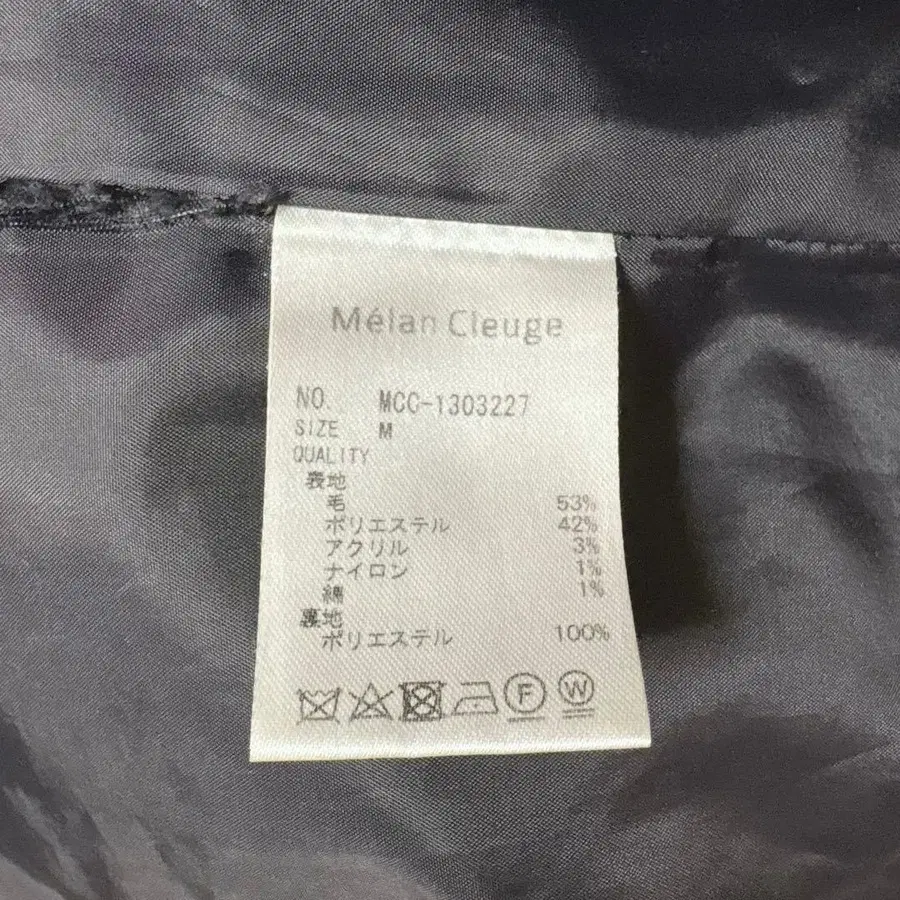 Mélan Cleuge
NO. MCC-1303227
SIZE M
QUALITY
表地
毛 53%
ポリエステル 42%
アクリル 3%
ナイロン 1%
綿 1%
裏地
ポリエステル 100%
F W